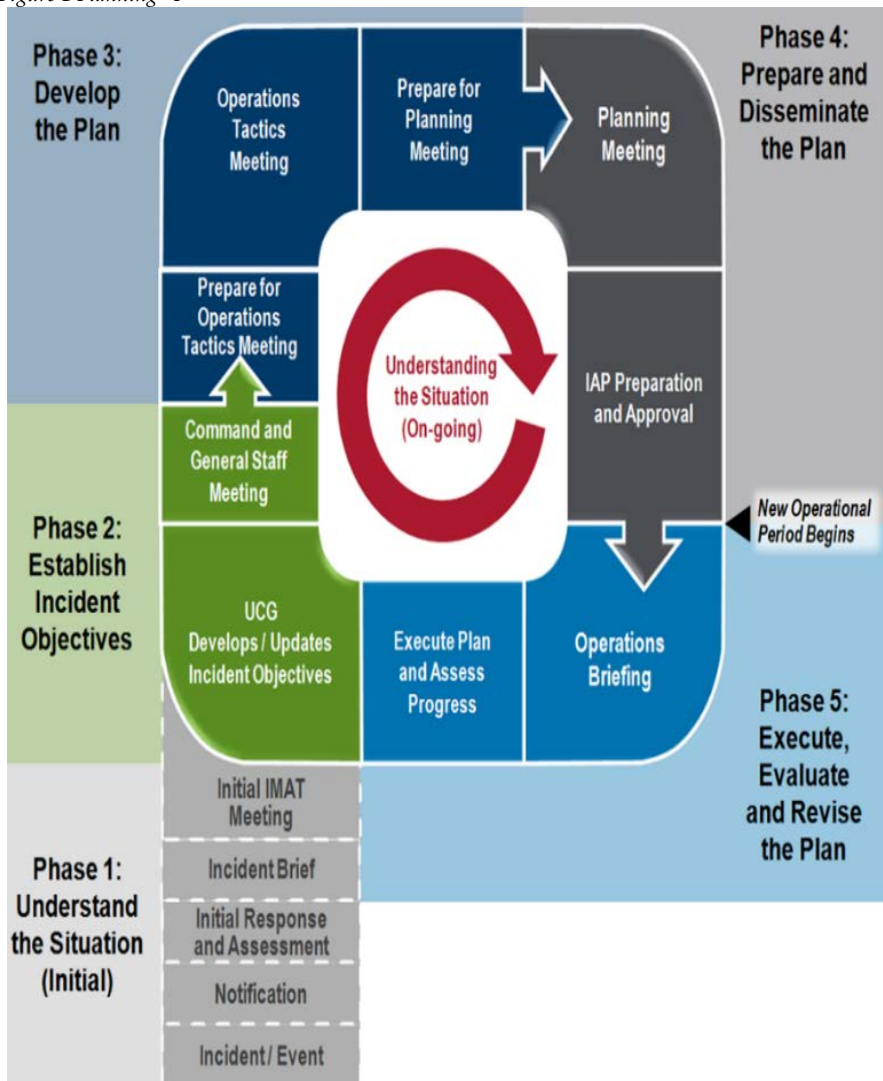 Phase 3:
Develop
the Plan
Operations
Tactics
Meeting
Prepare for
Planning
Meeting
Planning
Meeting
Phase 4:
Prepare and
Disseminate
the Plan
Prepare for
Operations
Tactics Meeting
Understanding
the Situation
(On-going)
IAP Preparation
and Approval
Command and
General Staff
Meeting
New Operational
Period Begins
Phase 2:
Establish
Incident
Objectives
UCG
Develops / Updates
Incident Objectives
Execute Plan
and Assess
Progress
Operations
Briefing
Phase 5:
Execute,
Evaluate
and Revise
the Plan
Phase 1:
Understand
the Situation
(Initial)
Initial IMAT
Meeting
Incident Brief
Initial Response
and Assessment
Notification
Incident / Event